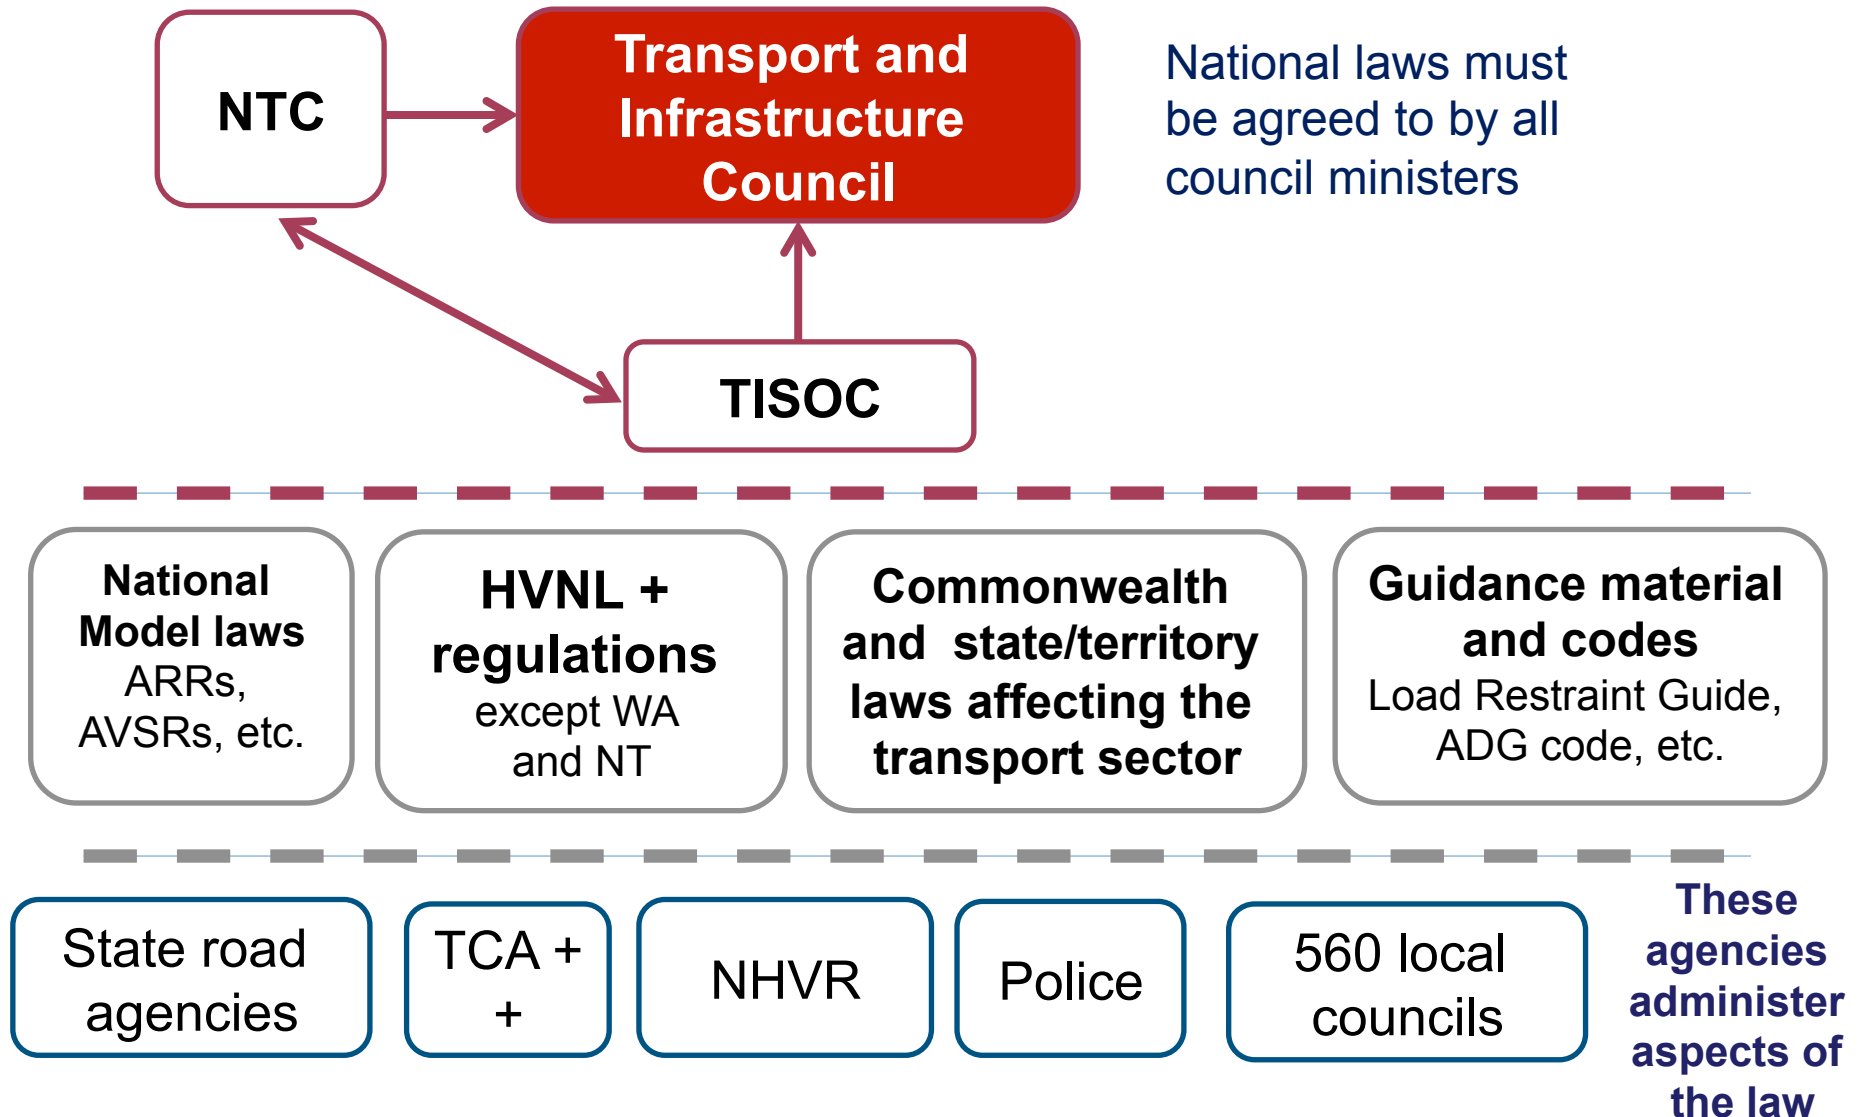 NTC
Transport and
Infrastructure
Council
National laws must
be agreed to by all
council ministers
TISOC
National
Model laws
ARRs,
AVSRs, etc.
HVNL +
regulations
except WA
and NT
Commonwealth
and state/territory
laws affecting the
transport sector
Guidance material
and codes
Load Restraint Guide,
ADG code, etc.
State road
agencies
TCA +
+
NHVR
Police
560 local
councils
These
agencies
administer
aspects of
the law